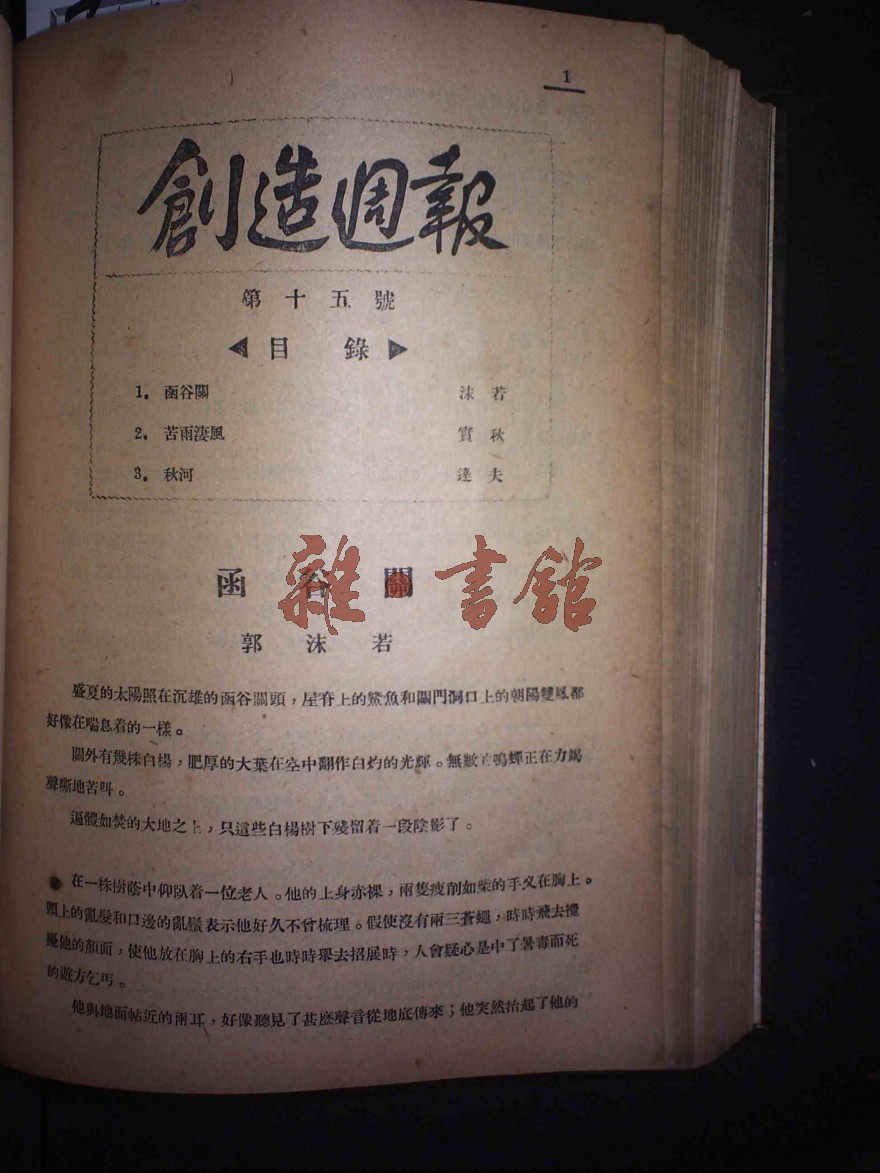 1
創造週報
第十五號
◀目　錄▶
1. 函谷關　沫若
2. 苦雨淒風　實秋
3. 秋河　達夫
函谷關
雜書館
郭沫若
盛夏的太陽照在沉雄的函谷關頭，屋脊上的鰲魚和關門洞口上的朝陽雙鳳都
好像在喘息着的一樣。
關外有幾株白楊，肥厚的大葉在空中翻作白灼的光輝。無數 鳴蟬正在力竭
聲嘶地苦叫。
逼體如焚的大地之上，只這些白楊樹下殘留着一段陰影了。
在一株樹蔭中仰臥着一位老人。他的上身赤裸，兩隻瘦削如柴的手义在胸上。
頭上的亂髮和口邊的亂鬚表示他好久不曾梳理。假使沒有兩三蒼蠅，時時飛去攪
擾他的顏面，使他放在胸上的右手也時時舉去招展時，人會疑心是中了暑毒而死
的遊方乞丐。
他與地面帖近的兩耳，好像聽見了甚麽聲音從地底傳來；他突然抬起了他的